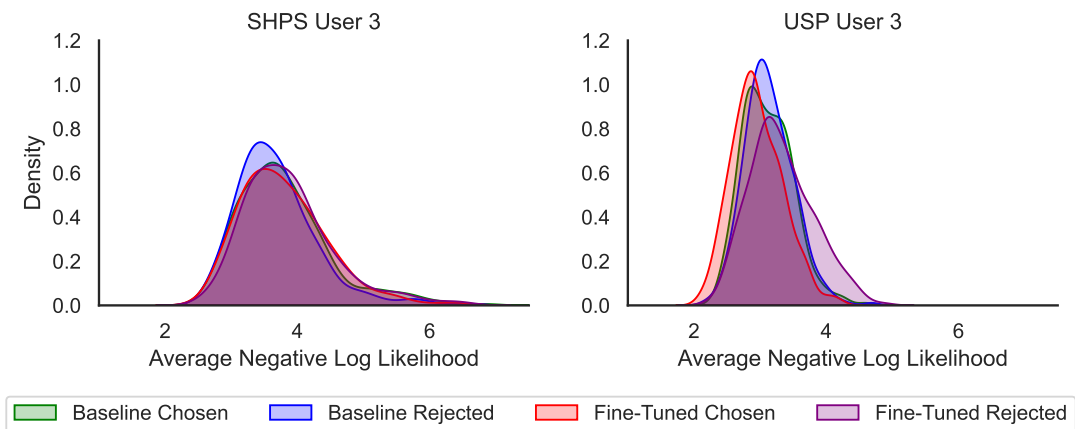 SHPS User 3
1.2
1.0
0.8
0.6
0.4
0.2
0.0
Density
2 4 6
Average Negative Log Likelihood
USP User 3
1.2
1.0
0.8
0.6
0.4
0.2
0.0
2 4 6
Average Negative Log Likelihood
Baseline Chosen Baseline Rejected Fine-Tuned Chosen Fine-Tuned Rejected